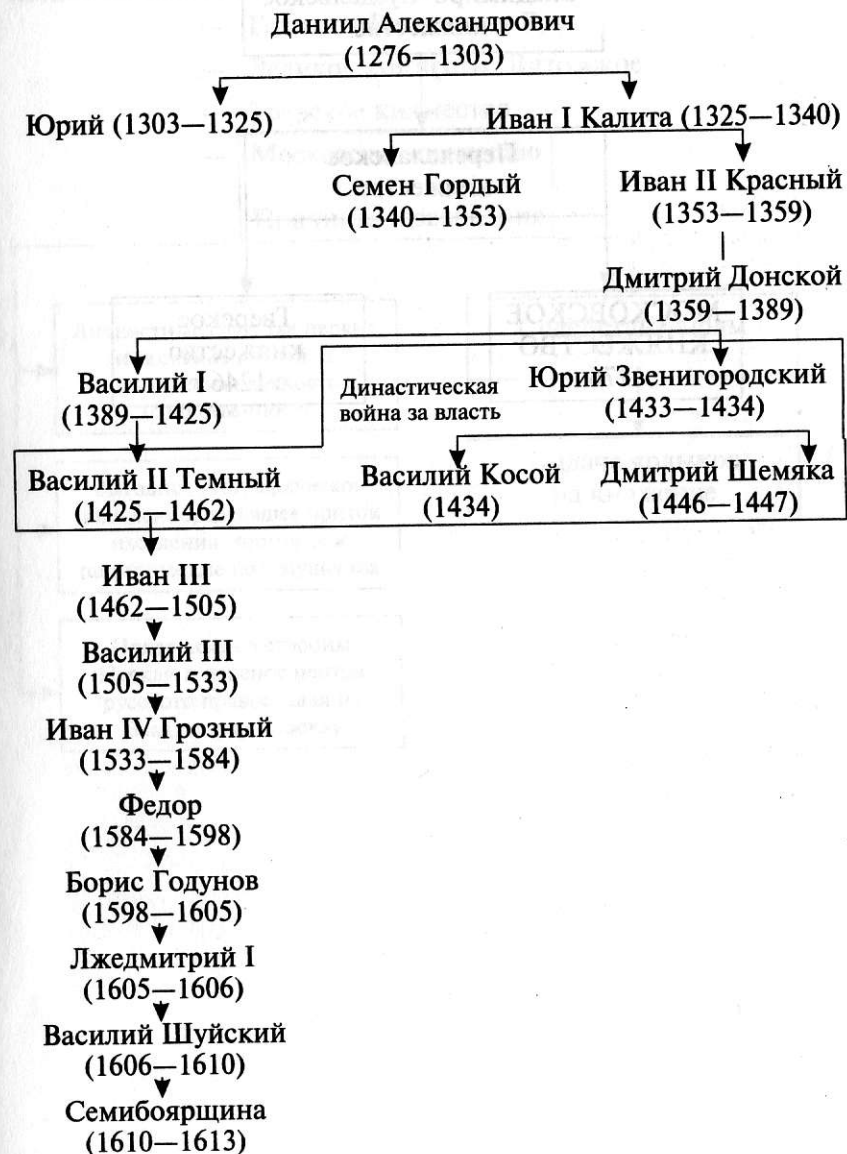 Даниил Александрович
(1276—1303)
Юрий (1303—1325)
Иван I Калита (1325—1340)
Семен Гордый
(1340—1353)
Иван II Красный
(1353—1359)
Дмитрий Донской
(1359—1389)
Василий I
(1389—1425)
Династическая
война за власть
Юрий Звенигородский
(1433—1434)
Василий II Темный
(1425—1462)
Василий Косой
(1434)
Дмитрий Шемяка
(1446—1447)
Иван III
(1462—1505)
Василий III
(1505—1533)
Иван IV Грозный
(1533—1584)
Федор
(1584—1598)
Борис Годунов
(1598—1605)
Лжедмитрий I
(1605—1606)
Василий Шуйский
(1606—1610)
Семибоярщина
(1610—1613)